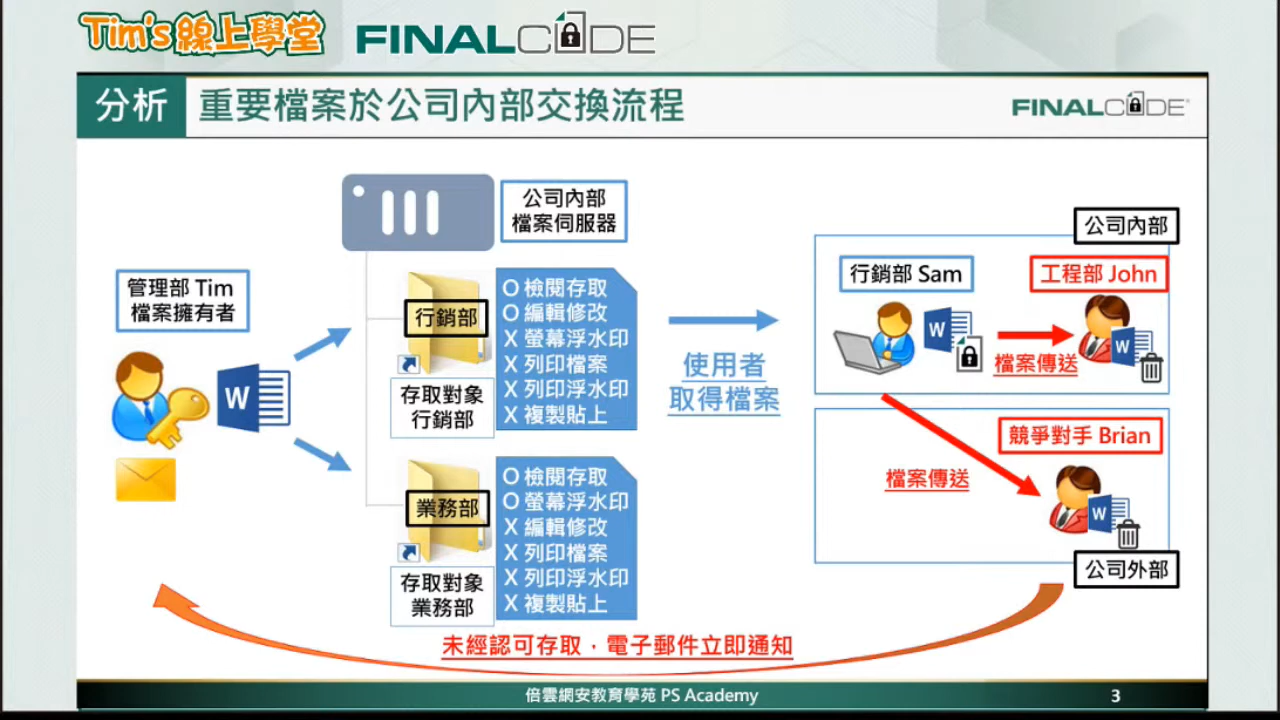 Tim's線上學堂
FINALCODE
分析
重要檔案於公司內部交換流程
FINALCODE
公司內部
檔案伺服器
管理部 Tim
檔案擁有者
W
行銷部
存取對象
行銷部
O 檢閱存取
O 編輯修改
X 螢幕浮水印
X 列印檔案
X 列印浮水印
X 複製貼上
業務部
存取對象
業務部
O 檢閱存取
O 螢幕浮水印
X 編輯修改
X 列印檔案
X 列印浮水印
X 複製貼上
使用者
取得檔案
公司內部
行銷部 Sam
W
檔案傳送
工程部 John
W
檔案傳送
競爭對手 Brian
W
公司外部
未經認可存取，電子郵件立即通知
倍雲網安教育學苑 PS Academy
3